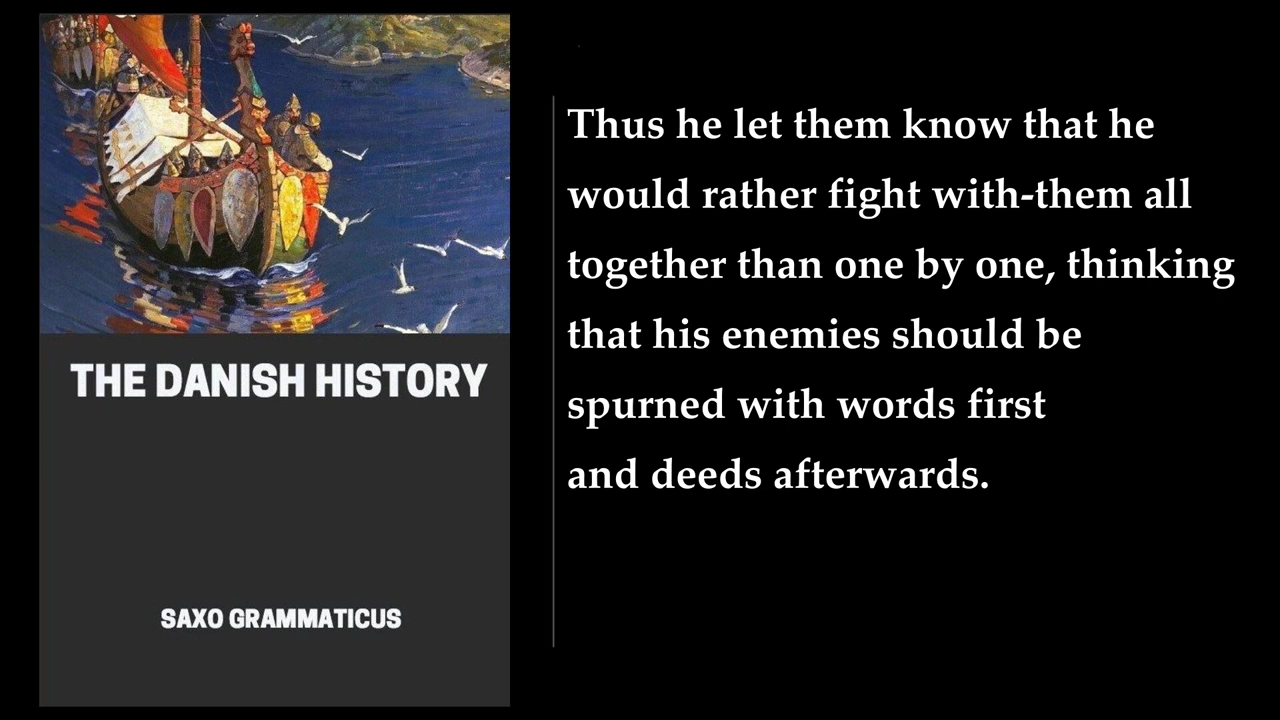 THE DANISH HISTORY
SAXO GRAMMATICUS
Thus he let them know that he
would rather fight with-them all
together than one by one, thinking
that his enemies should be
spurned with words first
and deeds afterwards.